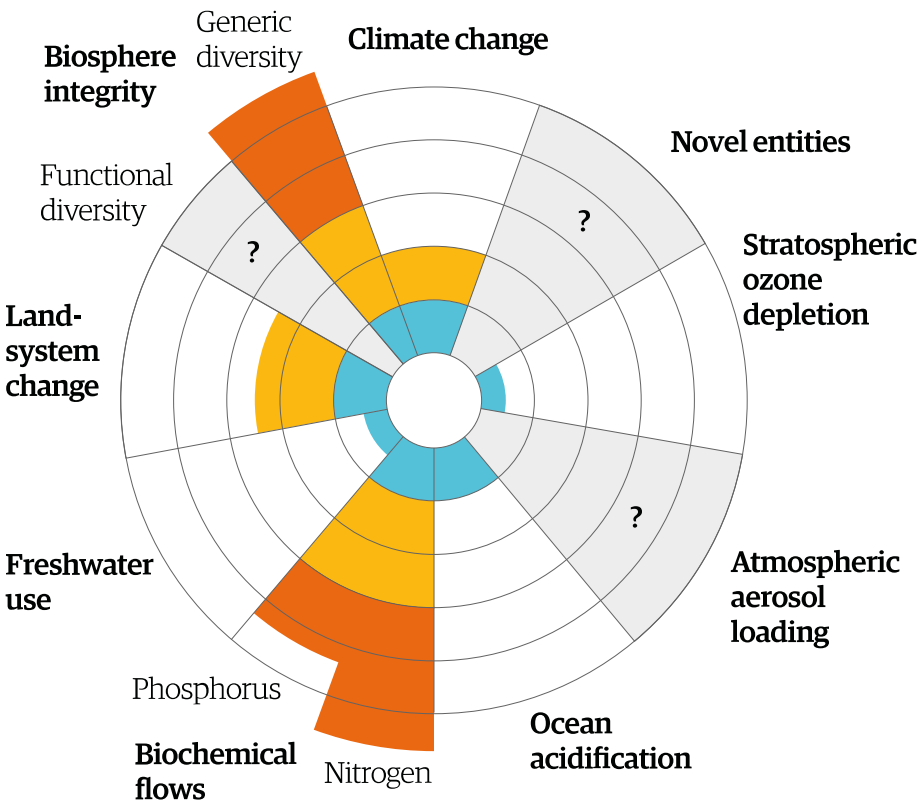 Generic
diversity
Climate change
Biosphere
integrity
Novel entities
Functional
diversity
?
?
Stratospheric
ozone
depletion
Land-
system
change
?
Atmospheric
aerosol
loading
Freshwater
use
Phosphorus
Ocean
acidification
Biochemical
flows
Nitrogen